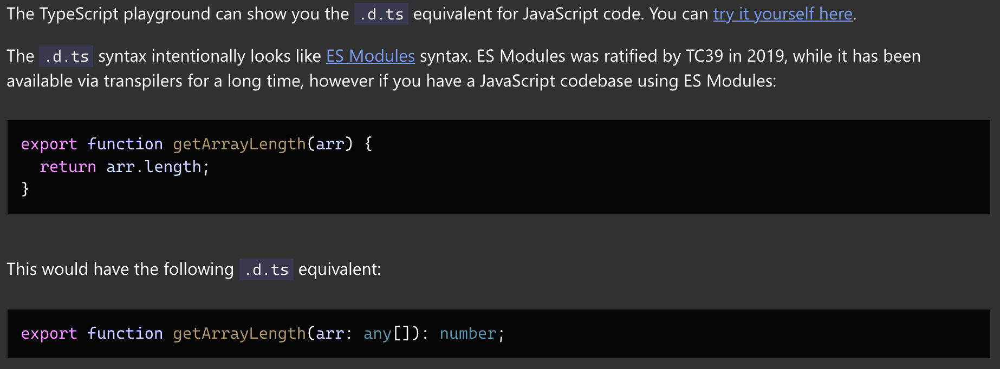 The TypeScript playground can show you the .d.ts equivalent for JavaScript code. You can try it yourself here.
The .d.ts syntax intentionally looks like ES Modules syntax. ES Modules was ratified by TC39 in 2019, while it has been
available via transpilers for a long time, however if you have a JavaScript codebase using ES Modules:
export function getArrayLength(arr) {
  return arr.length;
}
This would have the following .d.ts equivalent:
export function getArrayLength(arr: any[]): number;